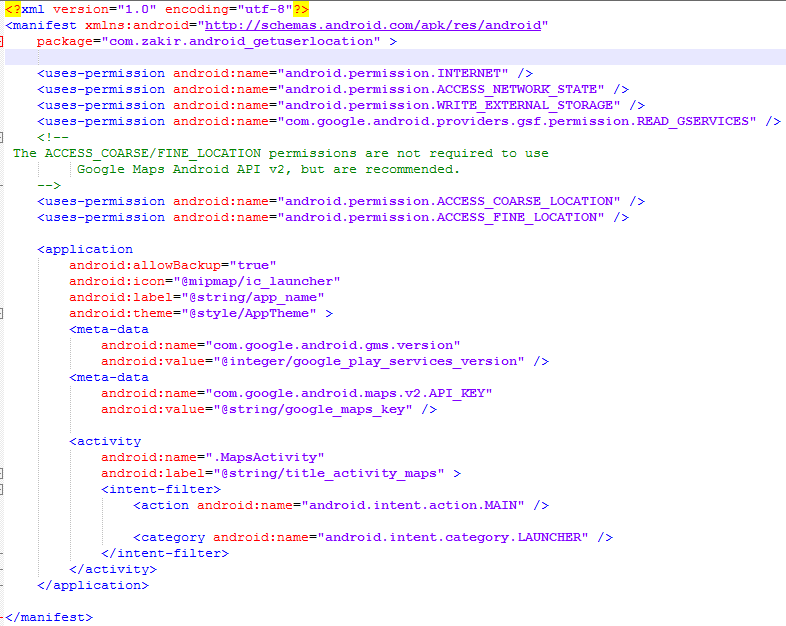 <?xml version="1.0" encoding="utf-8"?>
<manifest xmlns:android="http://schemas.android.com/apk/res/android"
    package="com.zakir.android_getuserlocation" >

    <uses-permission android:name="android.permission.INTERNET" />
    <uses-permission android:name="android.permission.ACCESS_NETWORK_STATE" />
    <uses-permission android:name="android.permission.WRITE_EXTERNAL_STORAGE" />
    <uses-permission android:name="com.google.android.providers.gsf.permission.READ_GSERVICES" />
    <!--
 The ACCESS_COARSE/FINE_LOCATION permissions are not required to use
         Google Maps Android API v2, but are recommended.
    -->
    <uses-permission android:name="android.permission.ACCESS_COARSE_LOCATION" />
    <uses-permission android:name="android.permission.ACCESS_FINE_LOCATION" />

    <application
        android:allowBackup="true"
        android:icon="@mipmap/ic_launcher"
        android:label="@string/app_name"
        android:theme="@style/AppTheme" >
        <meta-data
            android:name="com.google.android.gms.version"
            android:value="@integer/google_play_services_version" />
        <meta-data
            android:name="com.google.android.maps.v2.API_KEY"
            android:value="@string/google_maps_key" />

        <activity
            android:name=".MapsActivity"
            android:label="@string/title_activity_maps" >
            <intent-filter>
                <action android:name="android.intent.action.MAIN" />

                <category android:name="android.intent.category.LAUNCHER" />
            </intent-filter>
        </activity>
    </application>

</manifest>